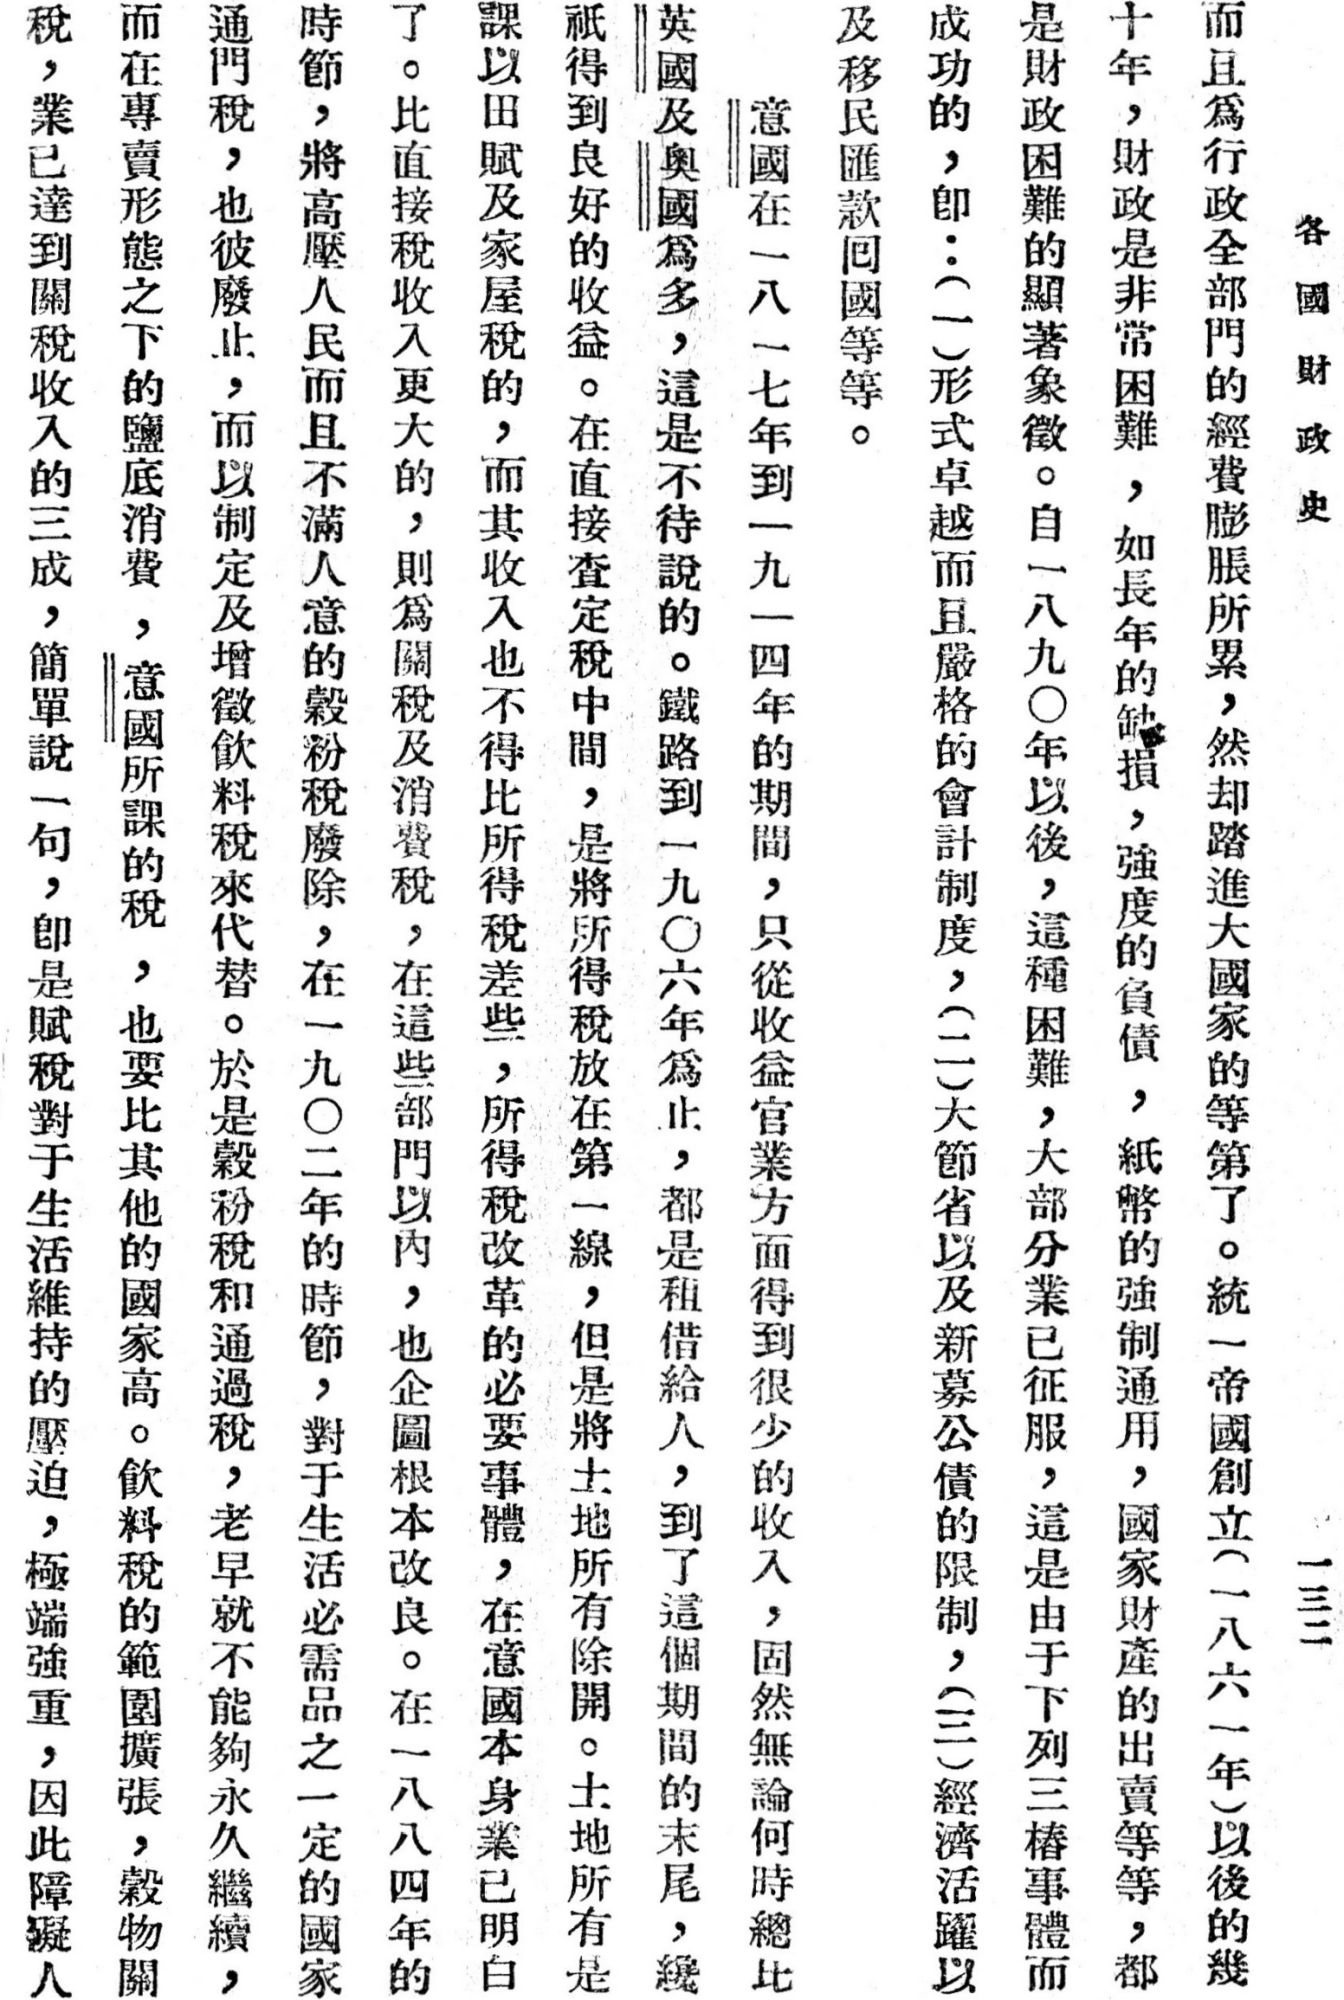 各國財政史
一三二
而且爲行政全部門的經費膨脹所累，然却踏進大國家的等第了。統一帝國創立（一八六一年）以後的幾
十年，財政是非常困難，如長年的缺損，強度的負債，紙幣的強制通用，國家財產的出賣等等，都
是財政困難的顯著象徵。自一八九〇年以後，這種困難，大部分業已征服，這是由于下列三樁事體而
成功的，卽：（一）形式卓越而且嚴格的會計制度，（二）大節省以及新募公債的限制，（三）經濟活躍以
及移民匯款回國等等。
意國在一八一七年到一九一四年的期間，只從收益官業方面得到很少的收入，固然無論何時總比
英國及奧國爲多，這是不待說的。鐵路到一九〇六年爲止，都是租借給人，到了這個期間的末尾，纔
祇得到良好的收益。在直接查定稅中間，是將所得稅放在第一線，但是將土地所有除開。土地所有是
課以田賦及家屋稅的，而其收入也不得比所得稅差些，所得稅改革的必要事體，在意國本身業已明白
了。比直接稅收入更大的，則爲關稅及消費稅，在這些部門以內，也企圖根本改良。在一八八四年的
時節，將高壓人民而且不滿人意的穀粉稅廢除，在一九〇二年的時節，對于生活必需品之一定的國家
通門稅，也彼廢止，而以制定及增徵飲料稅來代替。於是穀粉稅和通過稅，老早就不能夠永久繼續，
而在專賣形態之下的鹽底消費，意國所課的稅，也要比其他的國家高。飲料稅的範圍擴張，穀物關
稅，業已達到關稅收入的三成，簡單說一句，卽是賦稅對于生活維持的壓迫，極端強重，因此障礙人